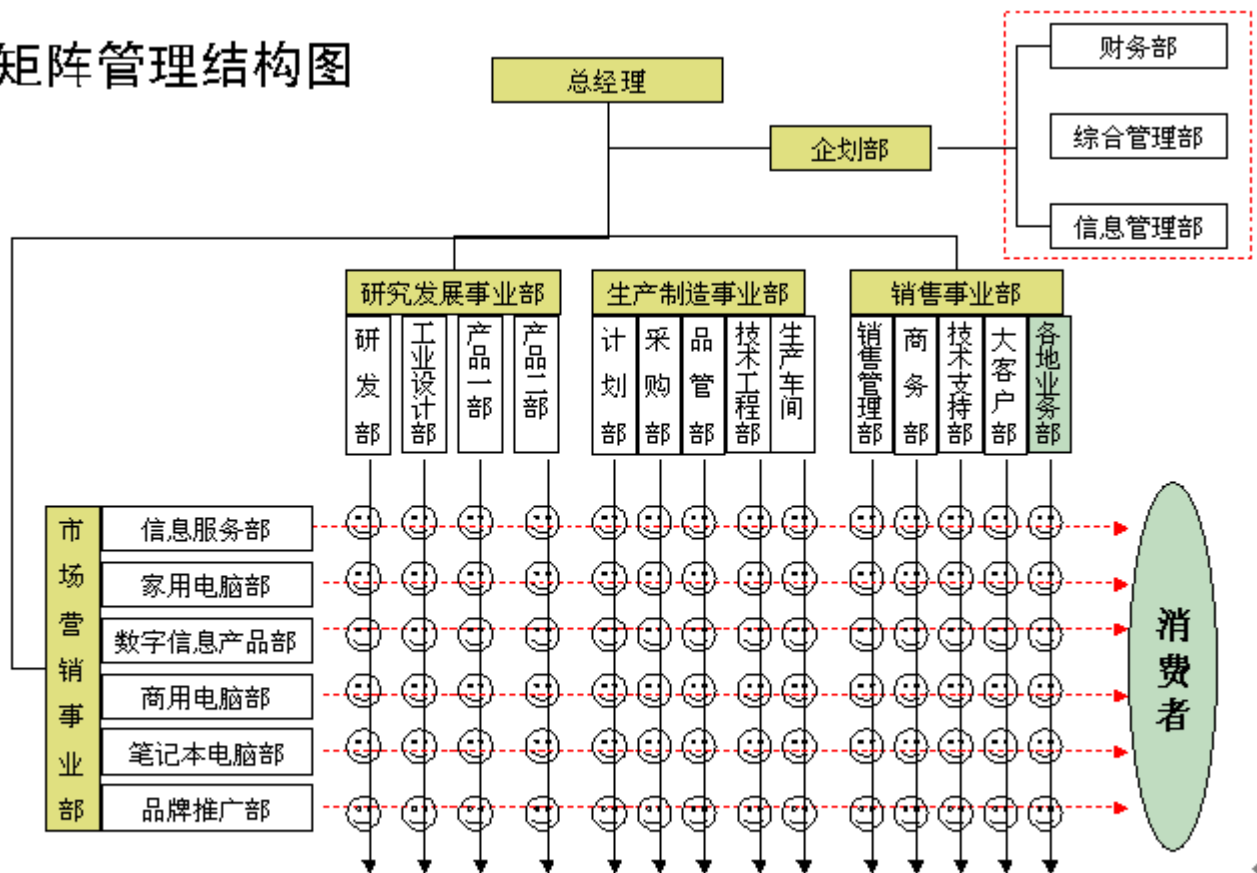 矩阵管理结构图
总经理
财务部
企划部
综合管理部
信息管理部
研究发展事业部
生产制造事业部
销售事业部
研发部
工业设计部
产品一部
产品二部
计划部
采购部
品管部
技术工程部
生产车间
销售管理部
商务部
技术支持部
大客户部
各地业务部
市场营销事业部
信息服务部
家用电脑部
数字信息产品部
商用电脑部
笔记本电脑部
品牌推广部
消费者